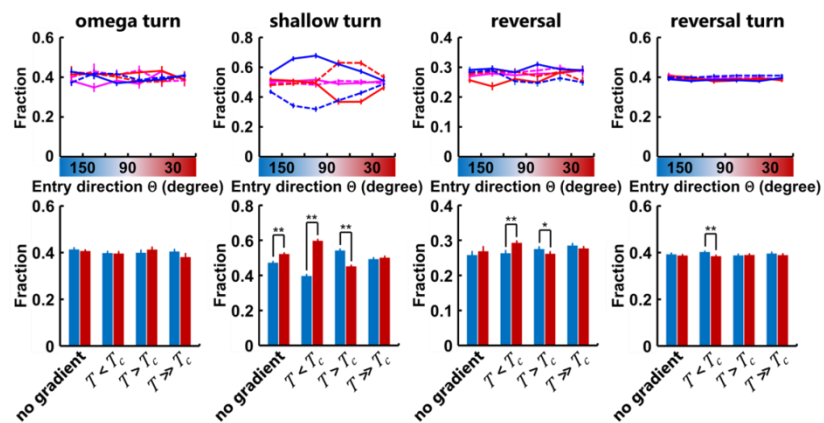 omega turn
shallow turn
reversal
reversal turn
Fraction
0.6
0.4
0.2
0
150 90 30
Entry direction Θ (degree)
Fraction
0.8
0.6
0.4
0.2
0
150 90 30
Entry direction Θ (degree)
Fraction
0.4
0.3
0.2
0.1
0
150 90 30
Entry direction Θ (degree)
Fraction
0.6
0.4
0.2
0
150 90 30
Entry direction Θ (degree)
Fraction
0.6
0.4
0.2
0
no gradient
T < Tc
T > Tc
T ≫ Tc
Fraction
0.8
0.6
0.4
0.2
0
**
**
**
no gradient
T < Tc
T > Tc
T ≫ Tc
Fraction
0.4
0.3
0.2
0.1
0
**
*
no gradient
T < Tc
T > Tc
T ≫ Tc
Fraction
0.6
0.4
0.2
0
**
no gradient
T < Tc
T > Tc
T ≫ Tc